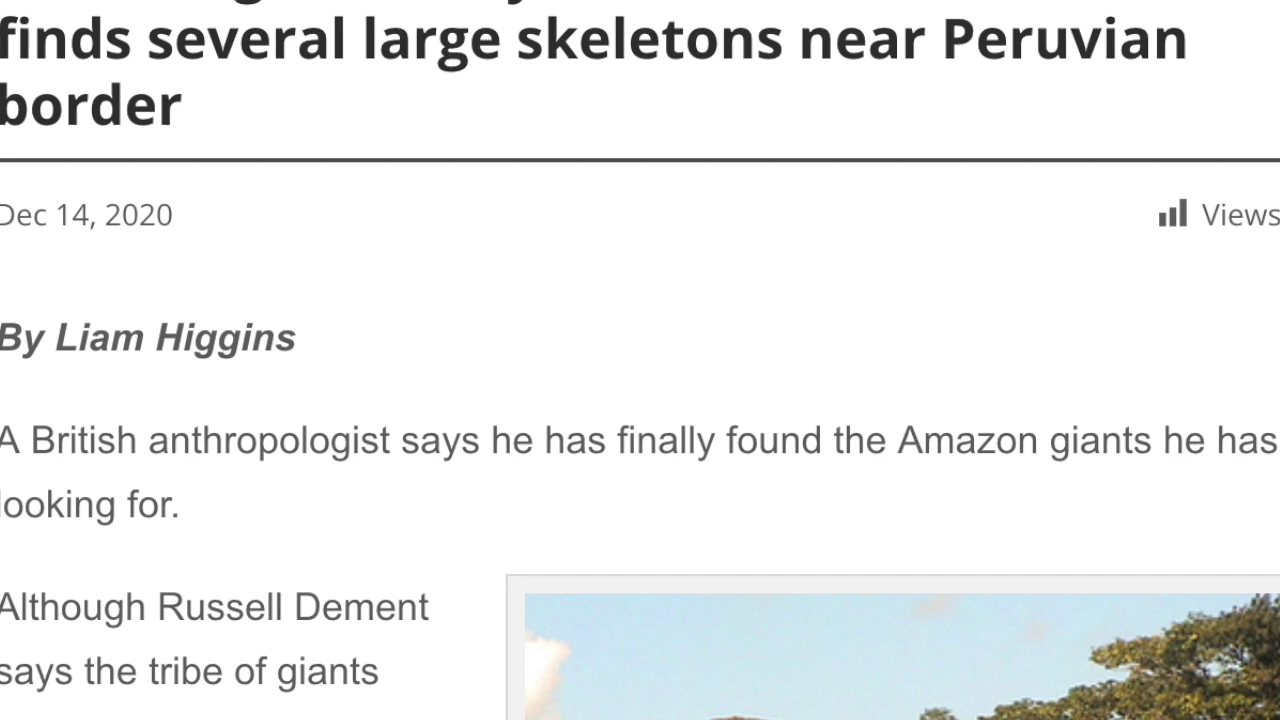 finds several large skeletons near Peruvian
border
Dec 14, 2020 Views
By Liam Higgins
A British anthropologist says he has finally found the Amazon giants he has
looking for.
Although Russell Dement
says the tribe of giants